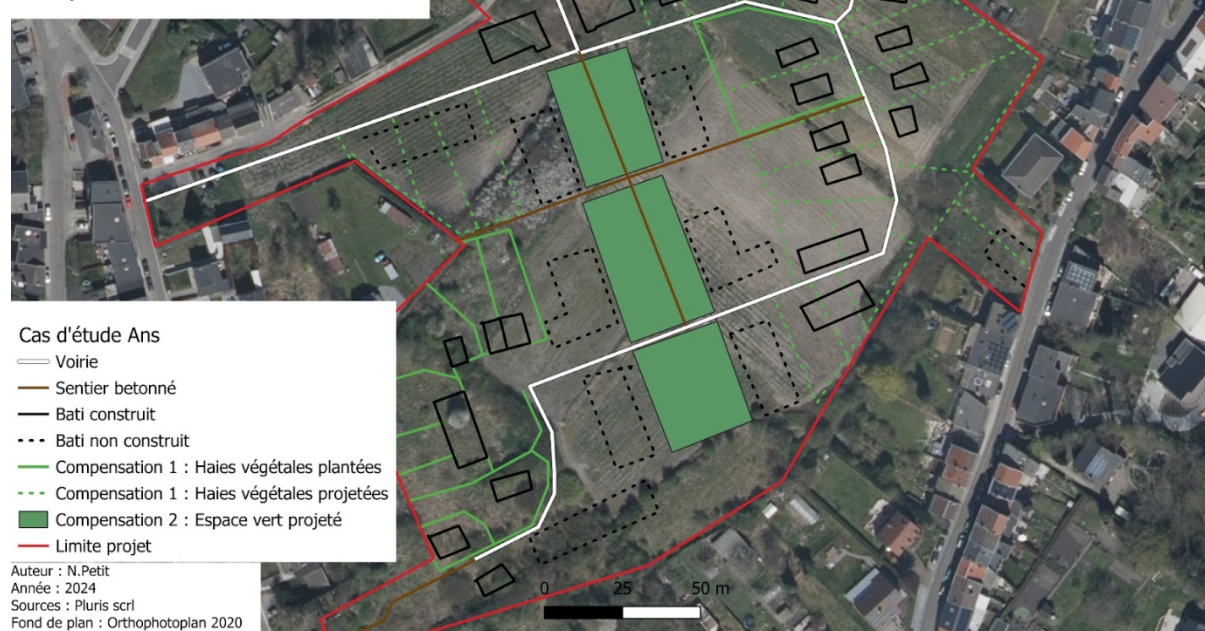 Cas d'étude Ans
Voirie
Sentier betonné
Bati construit
Bati non construit
Compensation 1 : Haies végétales plantées
Compensation 1 : Haies végétales projetées
Compensation 2 : Espace vert projeté
Limite projet
Auteur : N.Petit
Année : 2024
Sources : Pluris scrl
Fond de plan : Orthophotoplan 2020
0 25 50 m